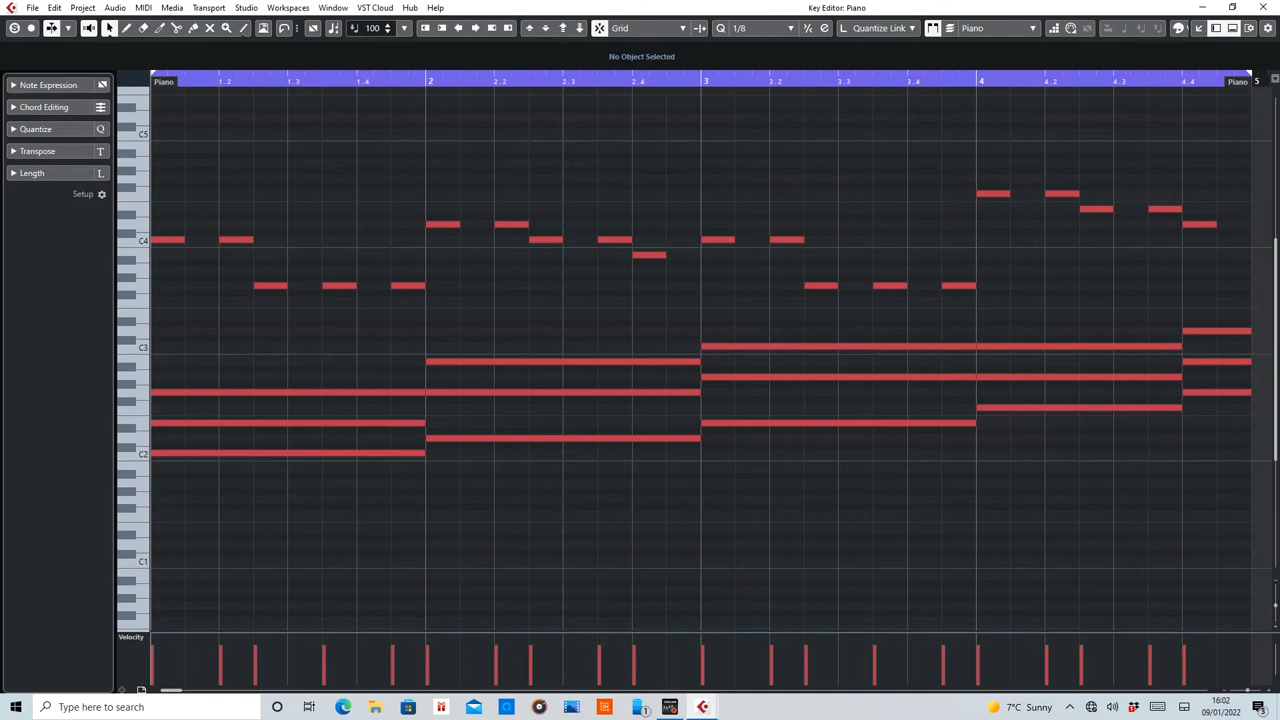 File Edit Project Audio MIDI Media Transport Studio Workspaces Window VST Cloud Hub Help
Key Editor: Piano
100
Grid
Q 1/8
Quantize Link
Piano
No Object Selected
Note Expression
Piano 1.2 1.3 1.4 2 2.2 2.3 2.4 3 3.2 3.3 3.4 4 4.2 4.3 4.4 Piano 5
Chord Editing
Quantize Q
C5
Transpose T
Length L
Setup
C4
C3
C2
C1
Velocity
Type here to search
1
7°C Sunny
16:02
09/01/2022
3